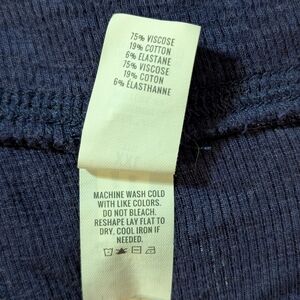 75% VISCOSE
19% COTTON
6% ELASTANE
75% VISCOSE
19% COTON
6% ÉLASTHANNE
MACHINE WASH COLD
WITH LIKE COLORS.
DO NOT BLEACH.
RESHAPE LAY FLAT TO
DRY, COOL IRON IF
NEEDED.